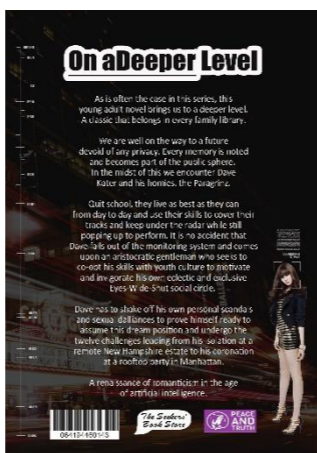 On aDeeper Level
As is often the case in this series, this
young adult novel brings us to a deeper level.
A classic that belongs in every family library.
We are well on the way to a future
devoid of any privacy. Every memory is noted
and becomes part of the public sphere.
In the midst of this we encounter Dave
Kater and his homies, the Paragrinz.
Quit school, they live as best as they can
from day to day and use their skills to cover their
tracks and keep under the radar while still
popping up to perform. It is no accident that
Dave falls out of the monitoring system and comes
upon an aristocratic gentleman who seeks to
co-opt his skills with youth culture to motivate
and invigorate his own eclectic and exclusive
Eyes-Wide-Shut social circle.
Dave has to shake off his own personal scandals
and sexual dalliances to prove himself ready to
assume this dream position and undergo the
twelve challenges leading from his isolation at a
remote New Hampshire estate to his coronation
at a rooftop party in Manhattan.
A renaissance of romanticism in the age
of artificial intelligence.
The Seekers'
Book Store
PEACE
AND
TRUTH